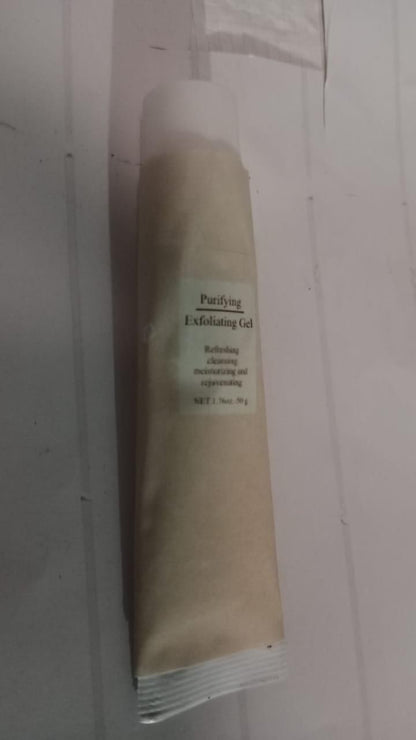 Purifying
Exfoliating Gel
Refreshing
cleansing
moisturizing and
rejuvenating
NET 1.76oz. 50 g